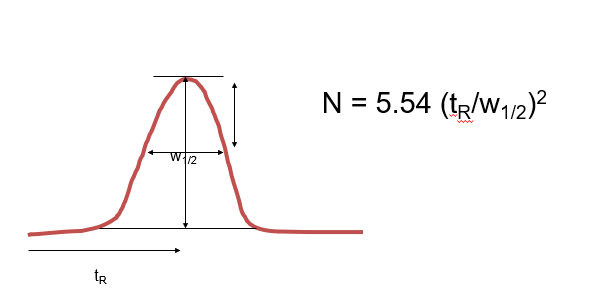 N = 5.54 (tR/w1/2)2
w1/2
tR